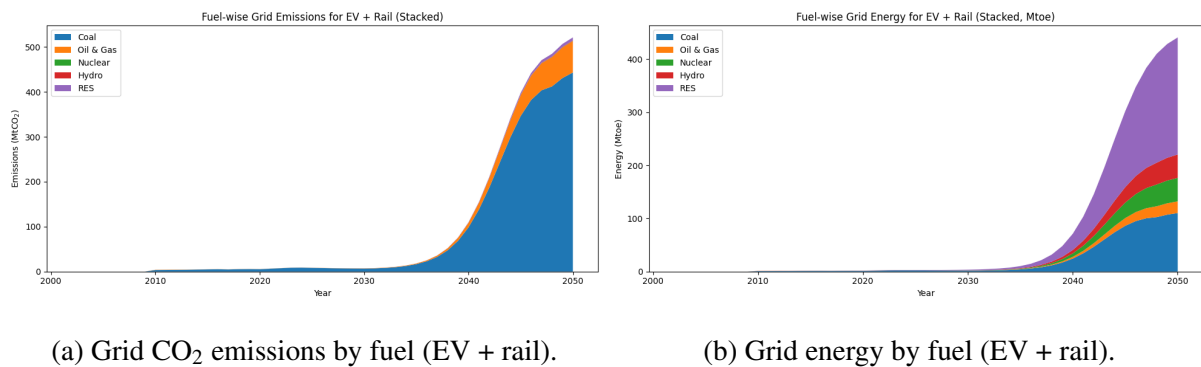 Fuel-wise Grid Emissions for EV + Rail (Stacked)
Coal
Oil & Gas
Nuclear
Hydro
RES
Emissions (MtCO₂)
500
400
300
200
100
0
2000 2010 2020 2030 2040 2050
Year
(a) Grid CO₂ emissions by fuel (EV + rail).
Fuel-wise Grid Energy for EV + Rail (Stacked, Mtoe)
Coal
Oil & Gas
Nuclear
Hydro
RES
Energy (Mtoe)
400
300
200
100
0
2000 2010 2020 2030 2040 2050
Year
(b) Grid energy by fuel (EV + rail).